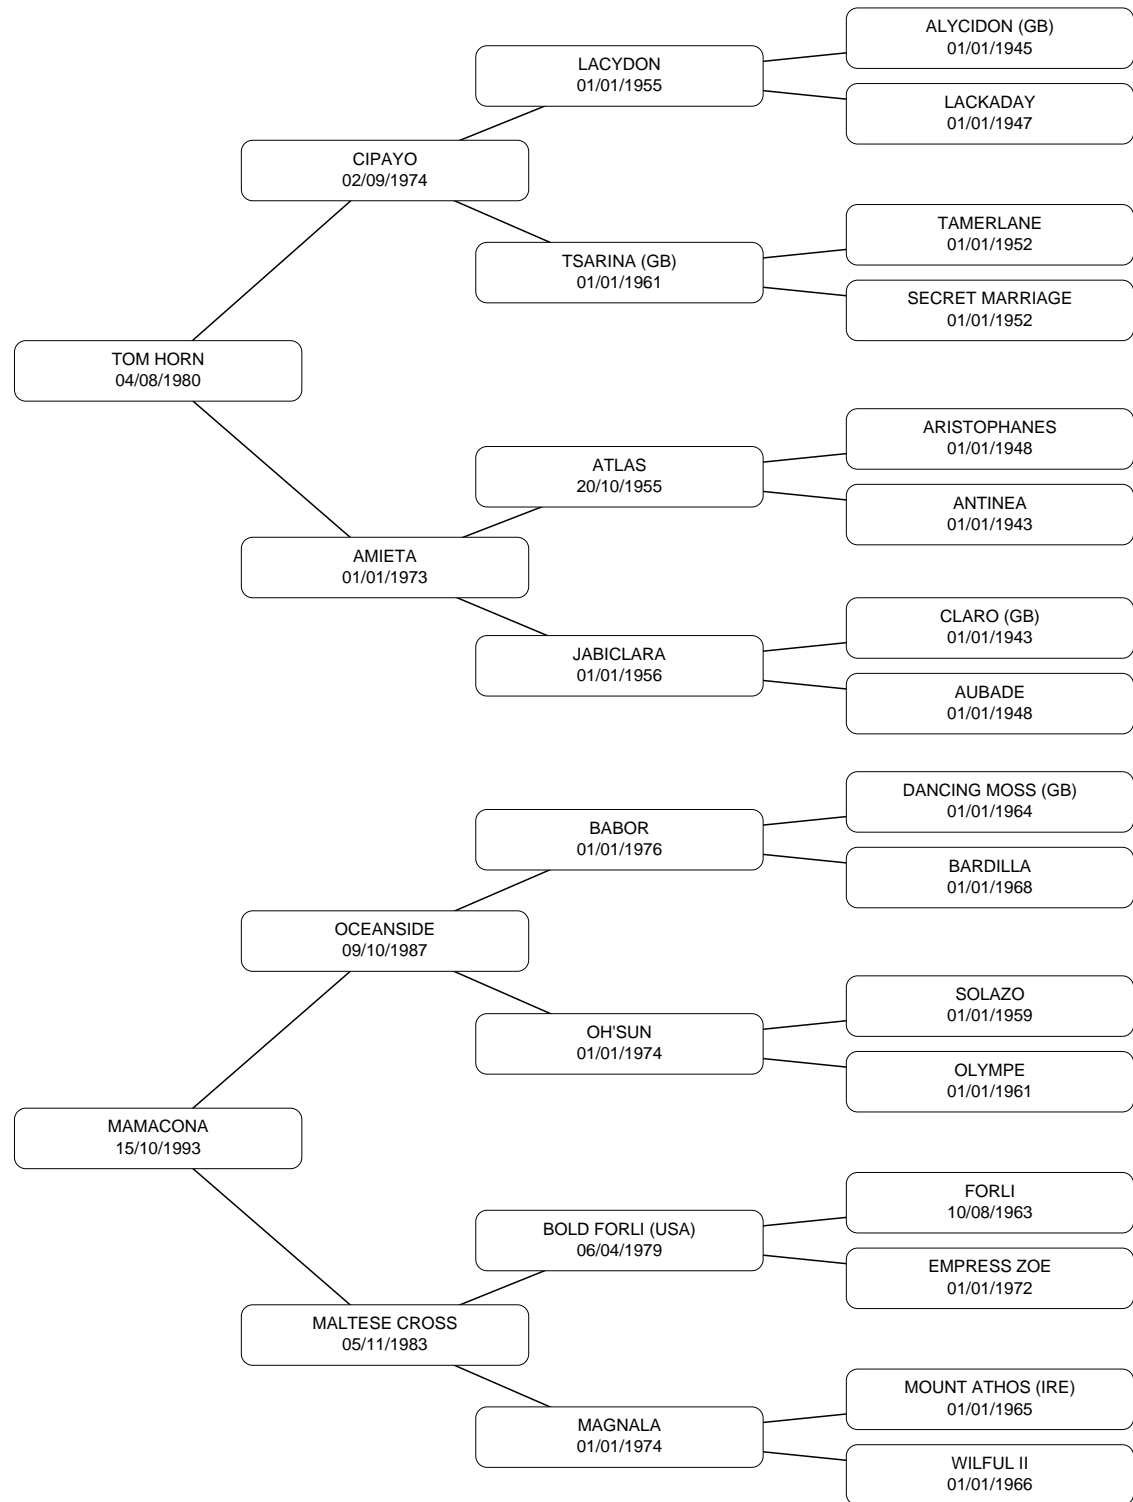 ALYCIDON (GB)
01/01/1945
LACYDON
01/01/1955
LACKADAY
01/01/1947
CIPAYO
02/09/1974
TAMERLANE
01/01/1952
TSARINA (GB)
01/01/1961
SECRET MARRIAGE
01/01/1952
TOM HORN
04/08/1980
ARISTOPHANES
01/01/1948
ATLAS
20/10/1955
ANTINEA
01/01/1943
AMIETA
01/01/1973
CLARO (GB)
01/01/1943
JABICLARA
01/01/1956
AUBADE
01/01/1948
DANCING MOSS (GB)
01/01/1964
BABOR
01/01/1976
BARDILLA
01/01/1968
OCEANSIDE
09/10/1987
SOLAZO
01/01/1959
OH'SUN
01/01/1974
OLYMPE
01/01/1961
MAMACONA
15/10/1993
FORLI
10/08/1963
BOLD FORLI (USA)
06/04/1979
EMPRESS ZOE
01/01/1972
MALTESE CROSS
05/11/1983
MOUNT ATHOS (IRE)
01/01/1965
MAGNALA
01/01/1974
WILFUL II
01/01/1966